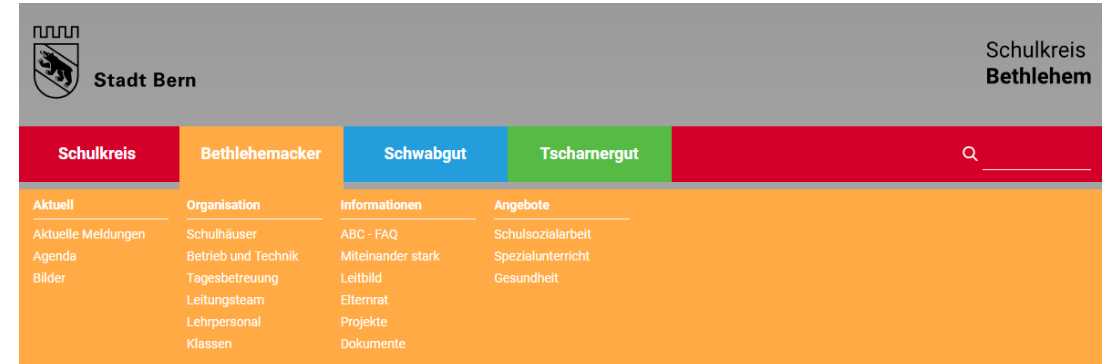 Stadt Bern
Schulkreis
Bethlehem
Schulkreis
Bethlehemacker
Schwabgut
Tscharnergut
Aktuell
Aktuelle Meldungen
Agenda
Bilder
Organisation
Schulhäuser
Betrieb und Technik
Tagesbetreuung
Leitungsteam
Lehrpersonal
Klassen
Informationen
ABC - FAQ
Miteinander stark
Leitbild
Elternrat
Projekte
Dokumente
Angebote
Schulsozialarbeit
Spezialunterricht
Gesundheit